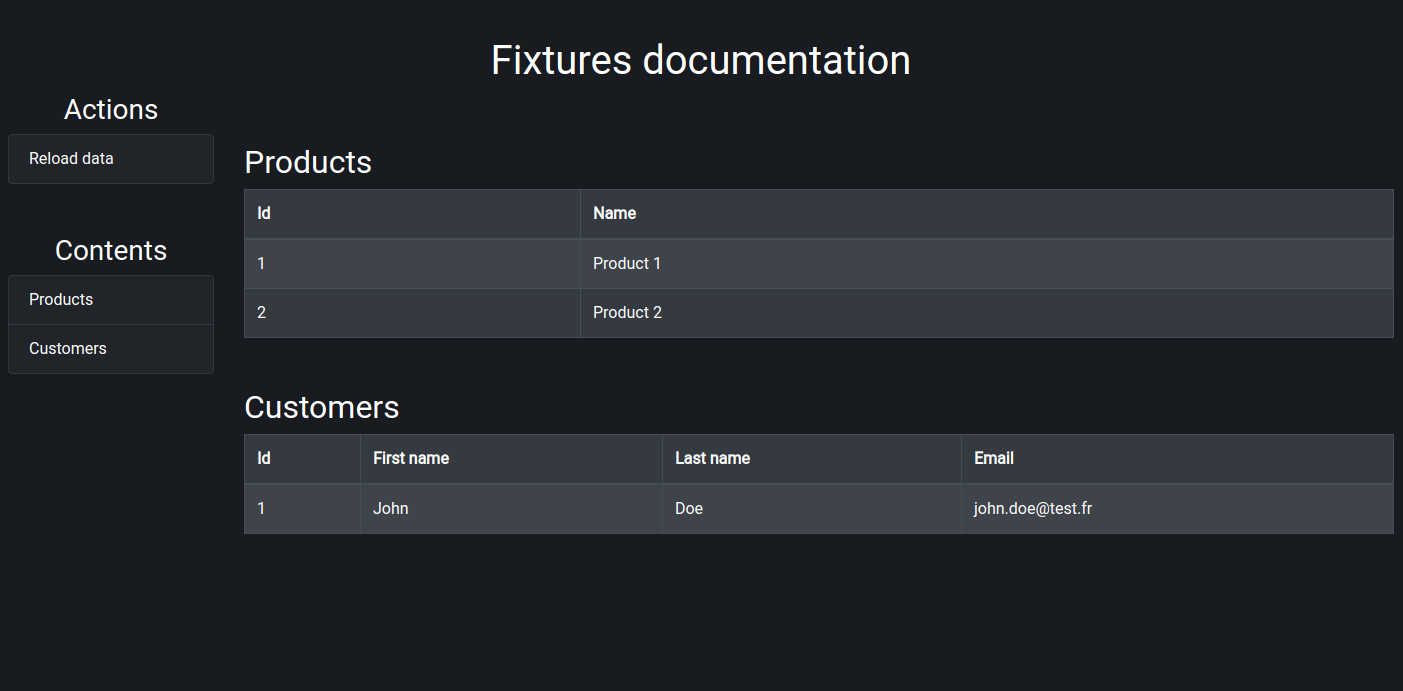 Fixtures documentation
Actions
Reload data
Contents
Products
Customers
Products
Id Name
1 Product 1
2 Product 2
Customers
Id First name Last name Email
1 John Doe john.doe@test.fr